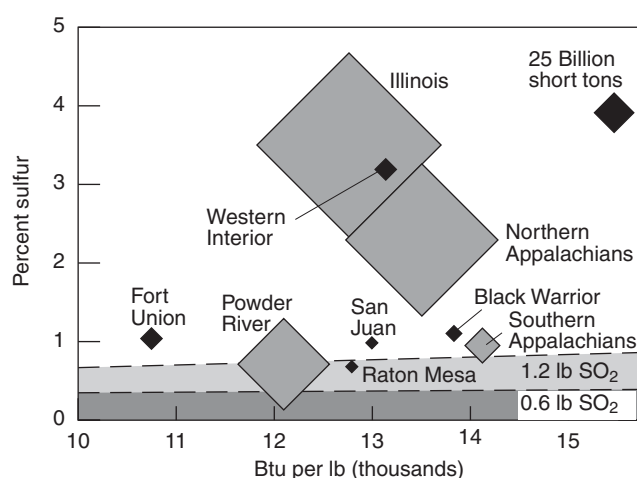 5
4
3
2
1
0
Percent sulfur
10
11
12
13
14
15
Btu per lb (thousands)
25 Billion
short tons
Illinois
Western
Interior
Northern
Appalachians
Fort
Union
Powder
River
San
Juan
Black Warrior
Southern
Appalachians
Raton Mesa
1.2 lb SO₂
0.6 lb SO₂